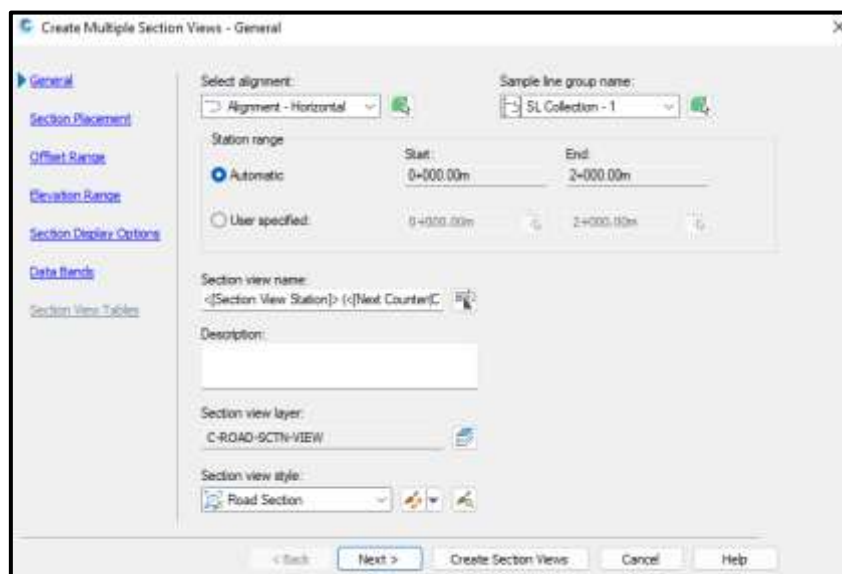 Create Multiple Section Views - General
General
Section Placement
Offset Range
Elevation Range
Section Display Options
Data Bands
Section View Tables
Select alignment:
Alignment - Horizontal
Sample line group name:
SL Collection - 1
Station range
Start:
End:
Automatic
0+000.00m
2+000.00m
User specified:
0+000.00m
2+000.00m
Section view name:
<[Section View Station]> (<[Next Counter(C
Description:
Section view layer:
C-ROAD-SCTN-VIEW
Section view style:
Road Section
< Back
Next >
Create Section Views
Cancel
Help